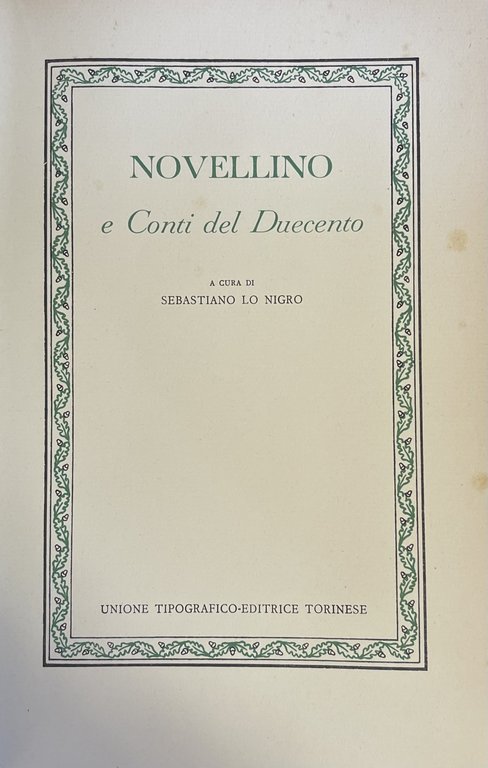 NOVELLINO
e Conti del Duecento
A CURA DI
SEBASTIANO LO NIGRO
UNIONE TIPOGRAFICO-EDITRICE TORINESE